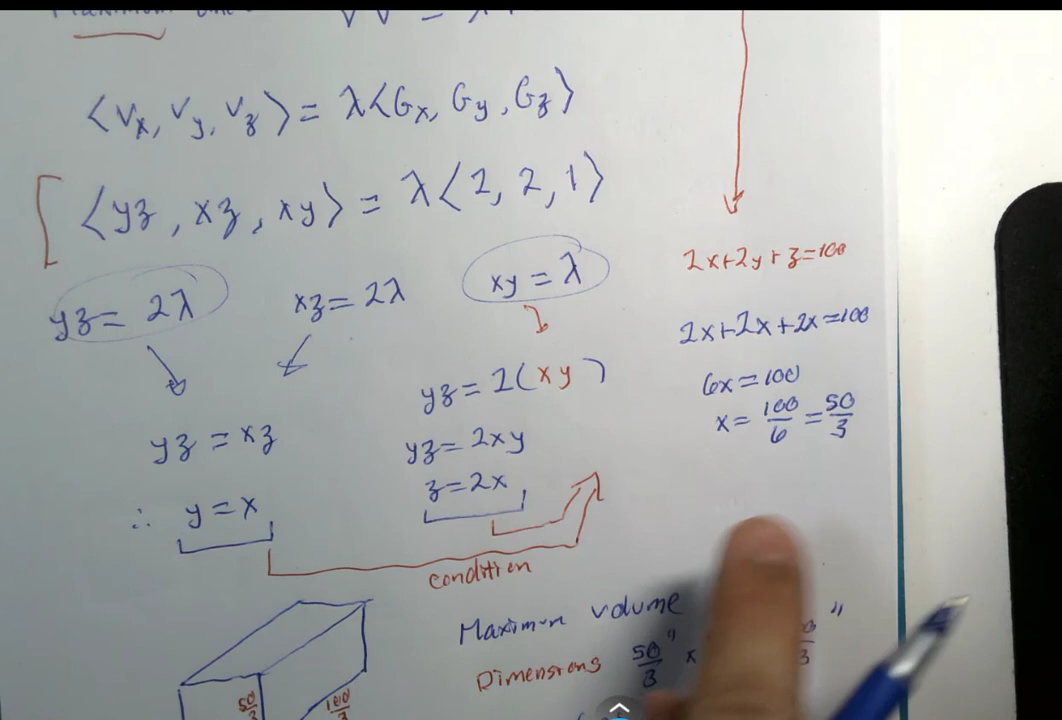 ⟨Vx, Vy, Vz⟩ = λ⟨Gx, Gy, Gz⟩
⟨yz, xz, xy⟩ = λ⟨2, 2, 1⟩
yz = 2λ
xz = 2λ
xy = λ
yz = xz
∴ y = x
yz = 2(xy)
yz = 2xy
z = 2x
condition
2x+2y+z=100
2x+2x+2x=100
6x=100
x = 100/6 = 50/3
Maximum volume
Dimensions 50/3" x
50/3
100/3